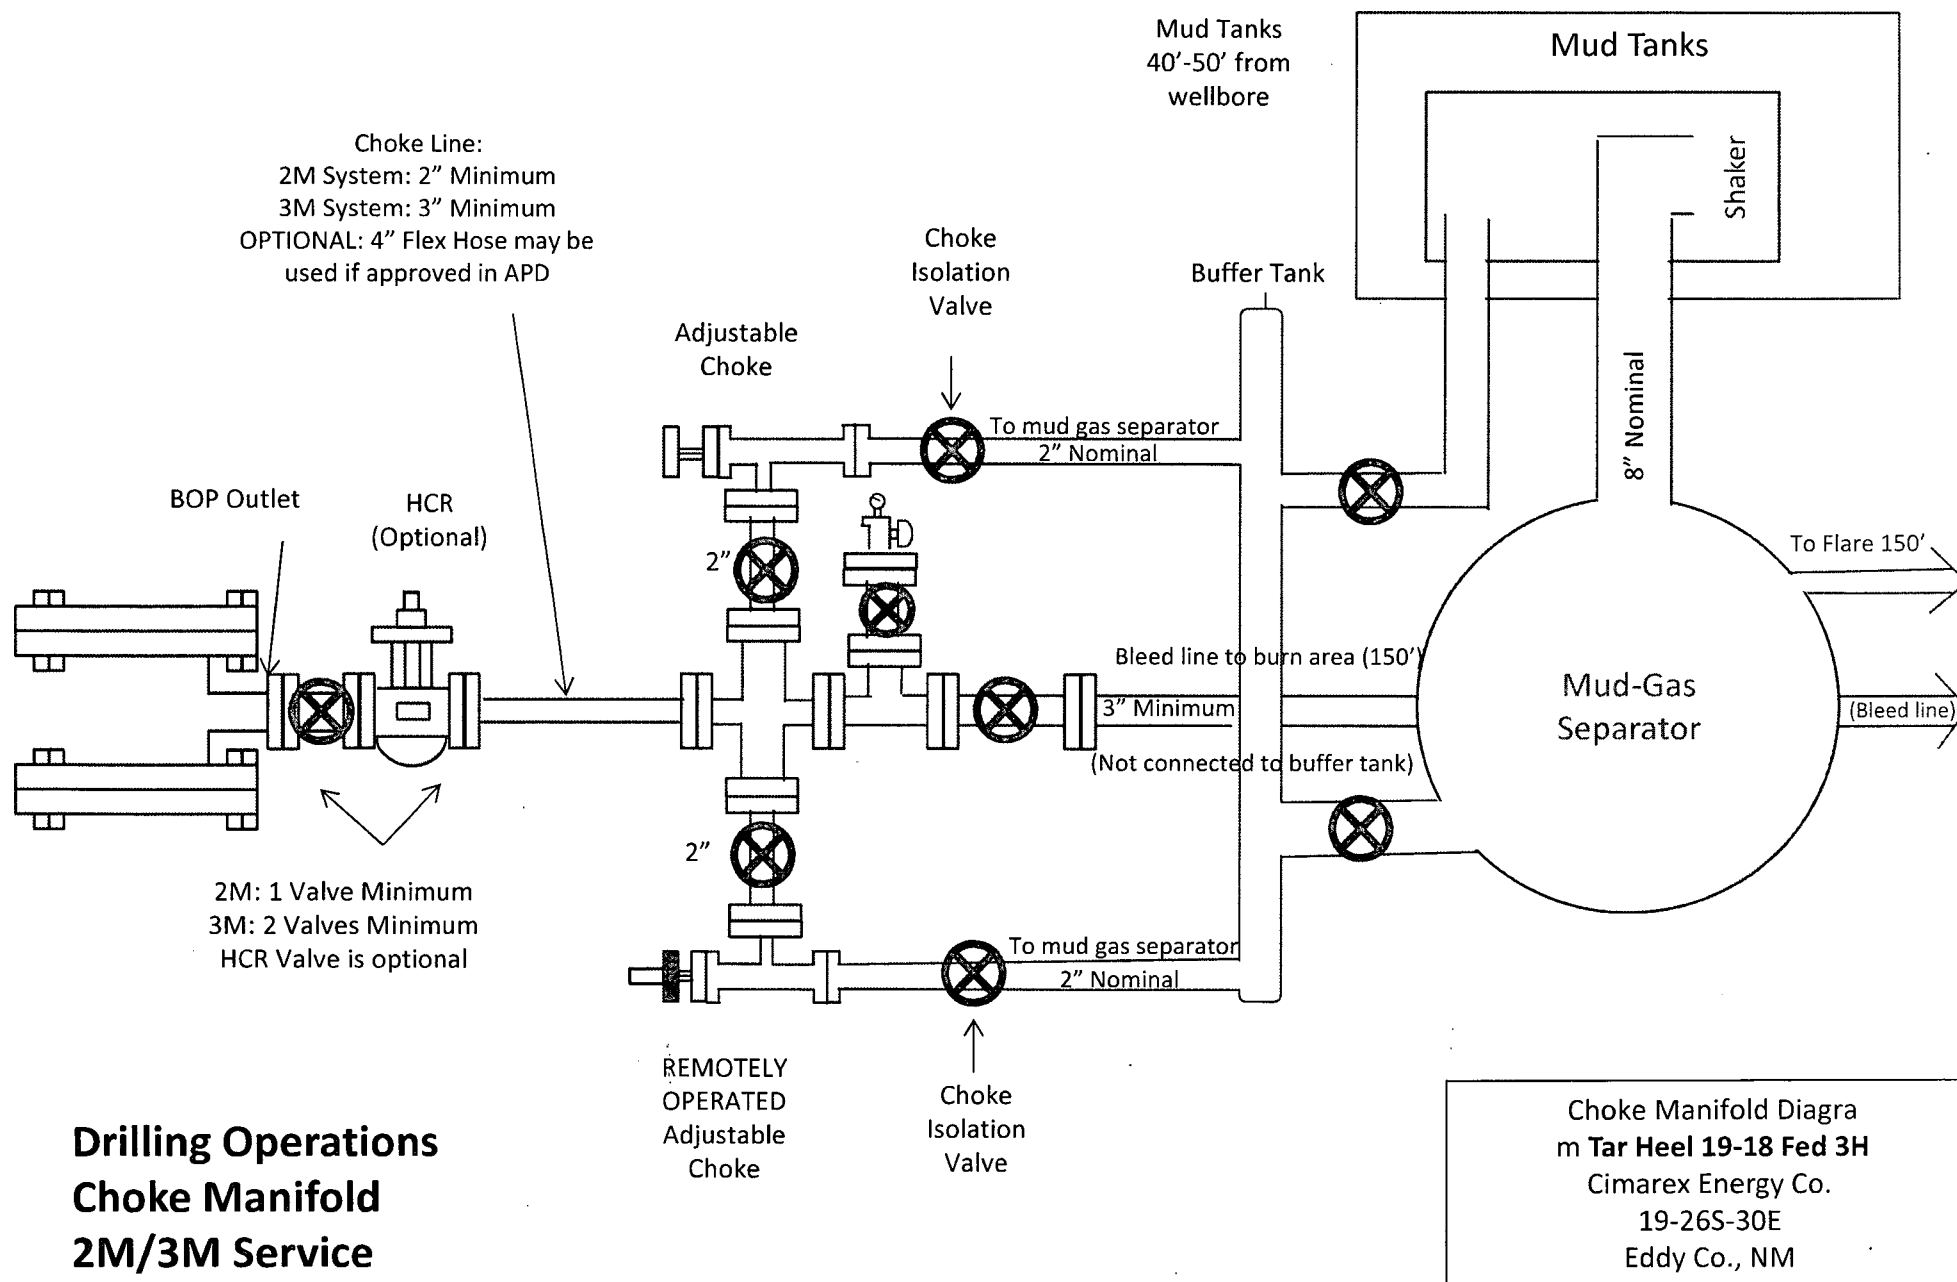 Mud Tanks
40’-50’ from
wellbore
Mud Tanks
Shaker
Choke Line:
2M System: 2” Minimum
3M System: 3” Minimum
OPTIONAL: 4” Flex Hose may be
used if approved in APD
Choke
Isolation
Valve
Buffer Tank
Adjustable
Choke
8” Nominal
To mud gas separator
2” Nominal
BOP Outlet
HCR
(Optional)
2”
To Flare 150’
Bleed line to burn area (150’)
3” Minimum
(Not connected to buffer tank)
Mud-Gas
Separator
(Bleed line)
2”
2M: 1 Valve Minimum
3M: 2 Valves Minimum
HCR Valve is optional
To mud gas separator
2” Nominal
REMOTELY
OPERATED
Adjustable
Choke
Choke
Isolation
Valve
Drilling Operations
Choke Manifold
2M/3M Service
Choke Manifold Diagra
m Tar Heel 19-18 Fed 3H
Cimarex Energy Co.
19-26S-30E
Eddy Co., NM